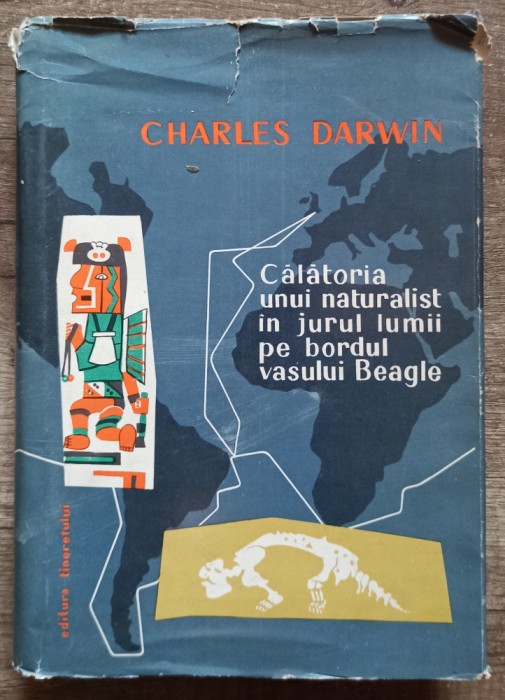 CHARLES DARWIN
Călătoria
unui naturalist
în jurul lumii
pe bordul
vasului Beagle
editura tineretului